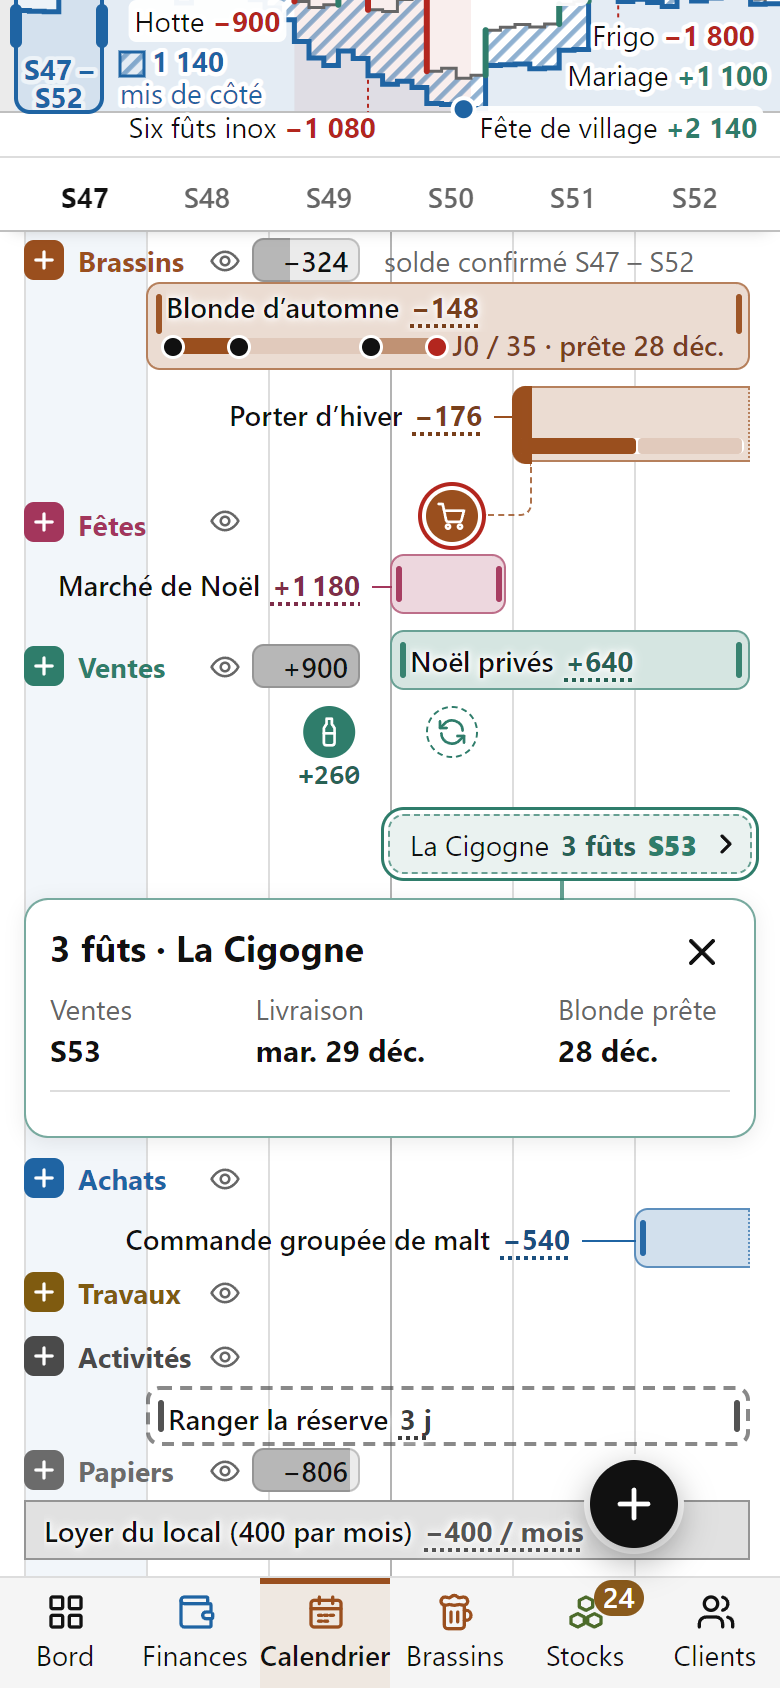 Hotte −900
S47 –
S52
1 140
mis de côté
Frigo −1 800
Mariage +1 100
Six fûts inox −1 080
Fête de village +2 140
S47 S48 S49 S50 S51 S52
Brassins −324 solde confirmé S47 – S52
Blonde d’automne −148
J0 / 35 · prête 28 déc.
Porter d’hiver −176
Fêtes
Marché de Noël +1 180
Ventes +900 Noël privés +640
+260
La Cigogne 3 fûts S53
3 fûts · La Cigogne
Ventes Livraison Blonde prête
S53 mar. 29 déc. 28 déc.
Achats
Commande groupée de malt −540
Travaux
Activités
Ranger la réserve 3 j
Papiers −806
Loyer du local (400 par mois) −400 / mois
24
Bord Finances Calendrier Brassins Stocks Clients